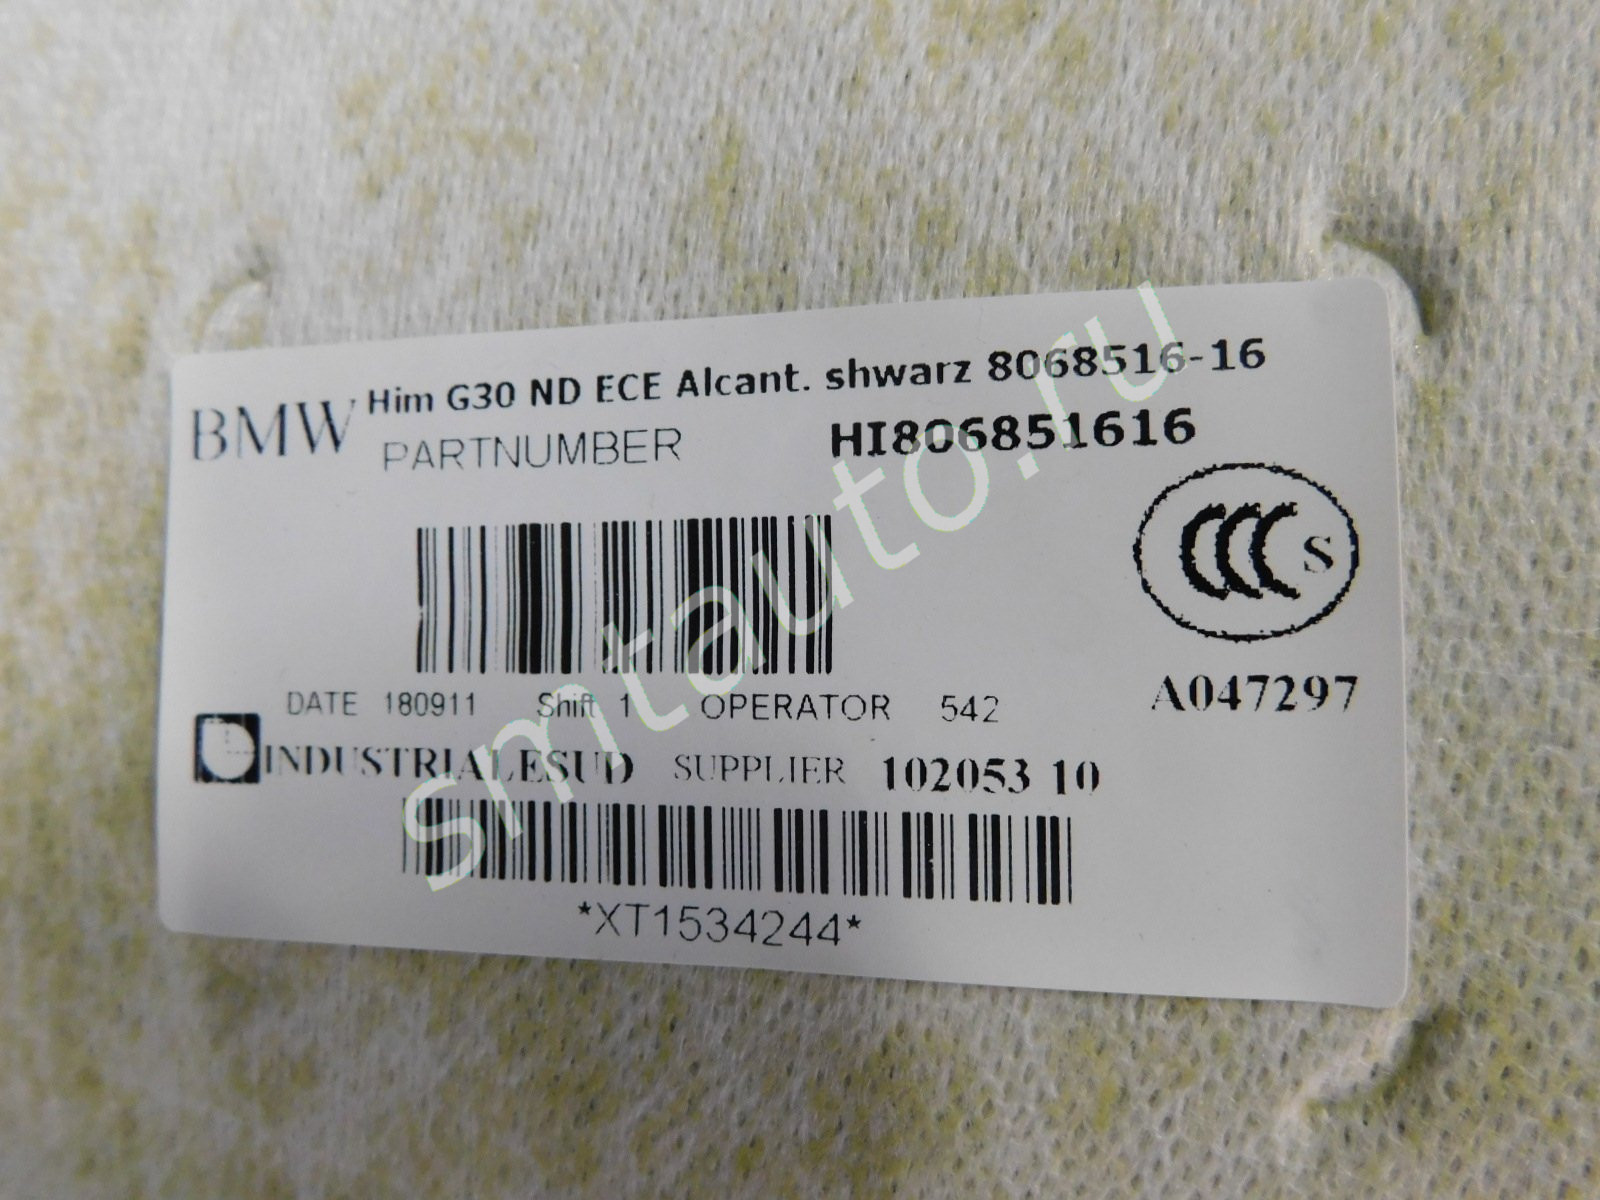 BMW Him G30 ND ECE Alcant. shwarz 8068516-16
PARTNUMBER HI806851616
CCC S
A047297
DATE 180911 Shift 1 OPERATOR 542
INDUSTRIALESUD SUPPLIER 102053 10
*XT1534244*
smtauto.ru